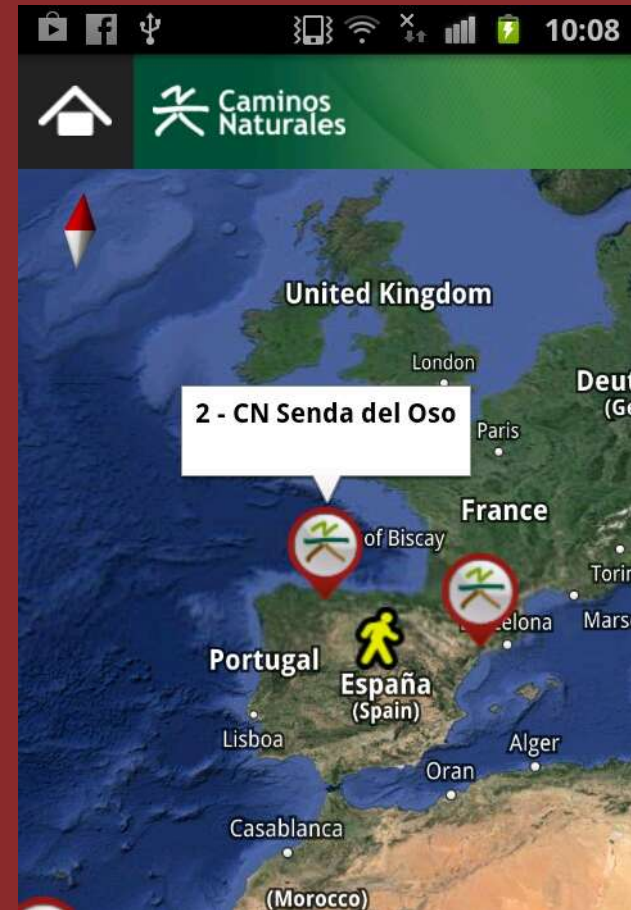 10:08
Caminos
Naturales
United Kingdom
London
Deut
(Ge
2 - CN Senda del Oso
Paris
France
of Biscay
Torin
elona
Mars
Portugal
España
(Spain)
Lisboa
Alger
Oran
Casablanca
(Morocco)